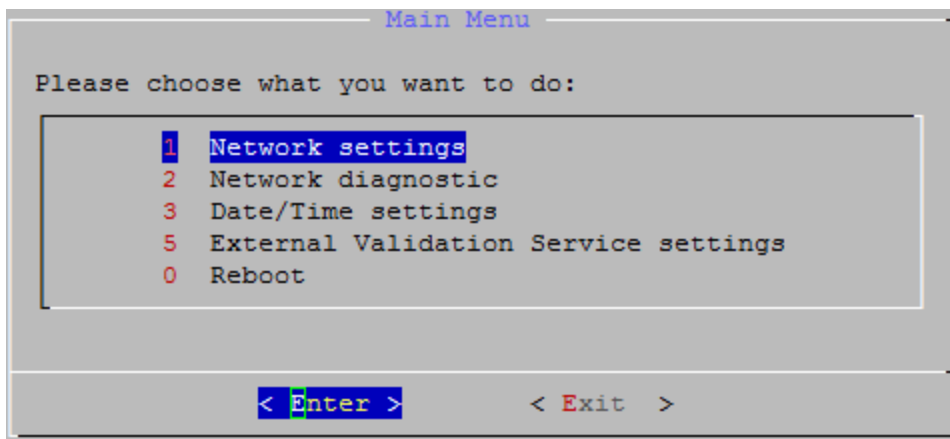 Main Menu
Please choose what you want to do:
1 Network settings
2 Network diagnostic
3 Date/Time settings
5 External Validation Service settings
0 Reboot
< Enter > < Exit >